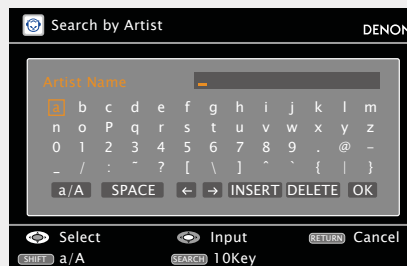 Search by Artist
DENON
Artist Name _
a b c d e f g h i j k l m
n o P q r s t u v w x y z
0 1 2 3 4 5 6 7 8 9 . @ -
_ / : ~ ? [ \ ] ^ ` { | }
a/A SPACE ← → INSERT DELETE OK
Select Input RETURN Cancel
SHIFT a/A SEARCH 10Key